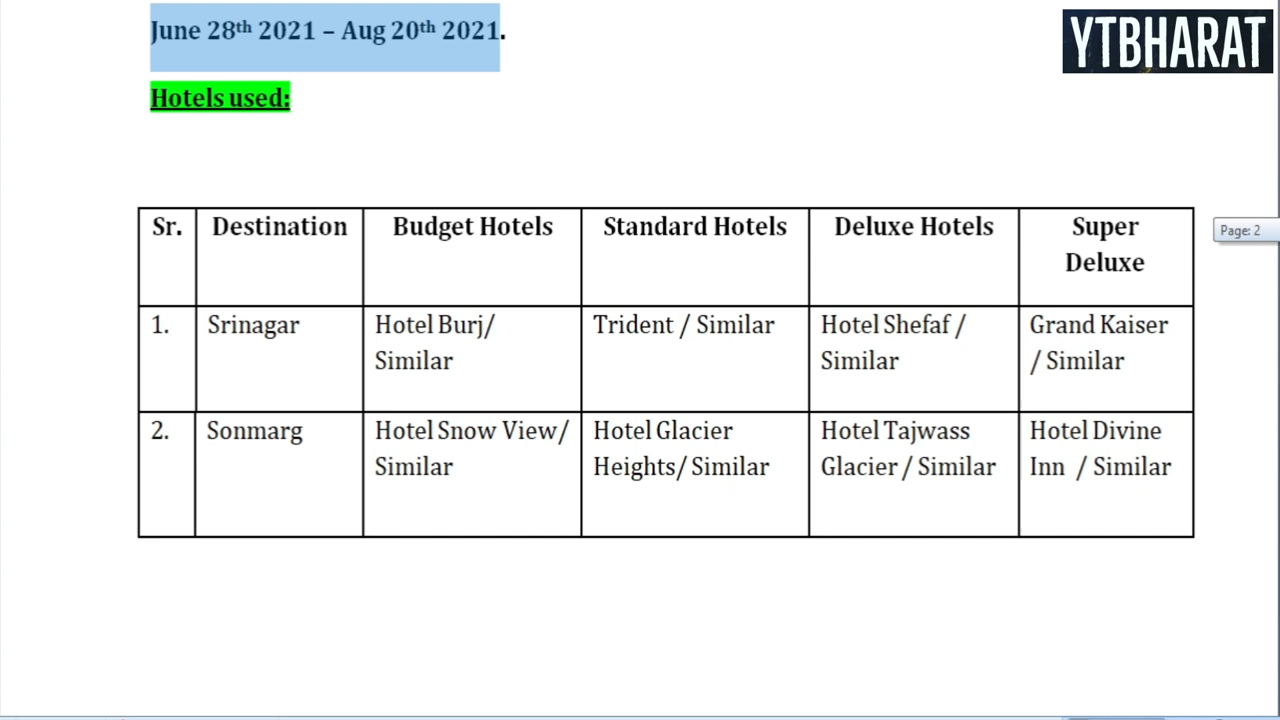 June 28th 2021 – Aug 20th 2021.
YTBHARAT
Hotels used:
Sr. Destination Budget Hotels Standard Hotels Deluxe Hotels Super Deluxe
Page: 2
1. Srinagar Hotel Burj/ Similar Trident / Similar Hotel Shefaf / Similar Grand Kaiser / Similar
2. Sonmarg Hotel Snow View/ Similar Hotel Glacier Heights/ Similar Hotel Tajwass Glacier / Similar Hotel Divine Inn / Similar